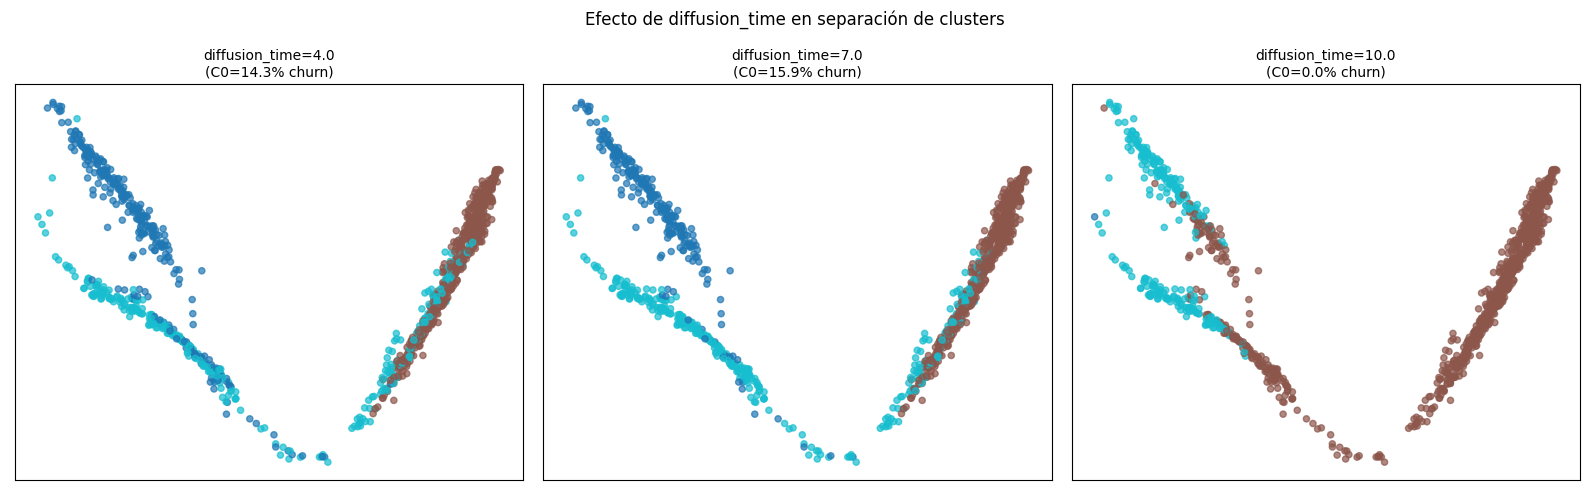 Efecto de diffusion_time en separación de clusters
diffusion_time=4.0
(C0=14.3% churn)
diffusion_time=7.0
(C0=15.9% churn)
diffusion_time=10.0
(C0=0.0% churn)